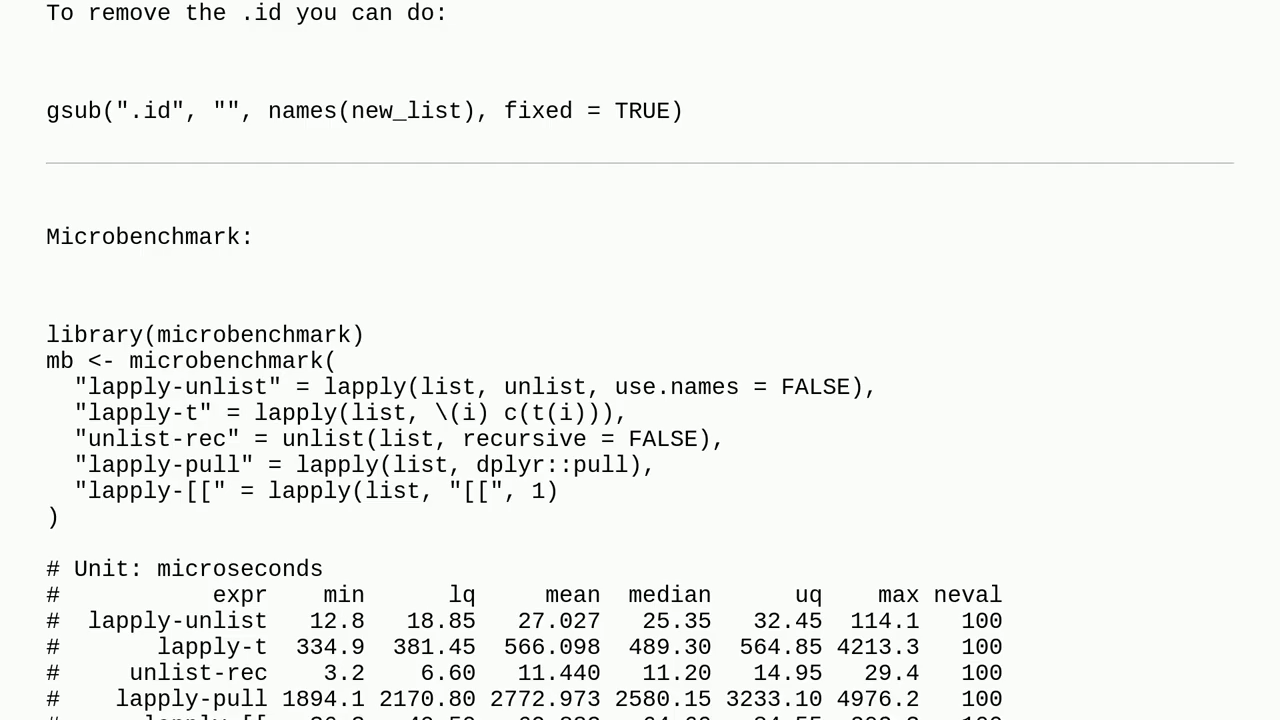 To remove the .id you can do:
gsub(".id", "", names(new_list), fixed = TRUE)
Microbenchmark:
library(microbenchmark)
mb <- microbenchmark(
  "lapply-unlist" = lapply(list, unlist, use.names = FALSE),
  "lapply-t" = lapply(list, \(i) c(t(i))),
  "unlist-rec" = unlist(list, recursive = FALSE),
  "lapply-pull" = lapply(list, dplyr::pull),
  "lapply-[[" = lapply(list, "[[", 1)
)
# Unit: microseconds
#           expr    min      lq     mean  median      uq    max neval
#  lapply-unlist   12.8   18.85   27.027   25.35   32.45  114.1   100
#       lapply-t  334.9  381.45  566.098  489.30  564.85 4213.3   100
#     unlist-rec    3.2    6.60   11.440   11.20   14.95   29.4   100
#    lapply-pull 1894.1 2170.80 2772.973 2580.15 3233.10 4976.2   100